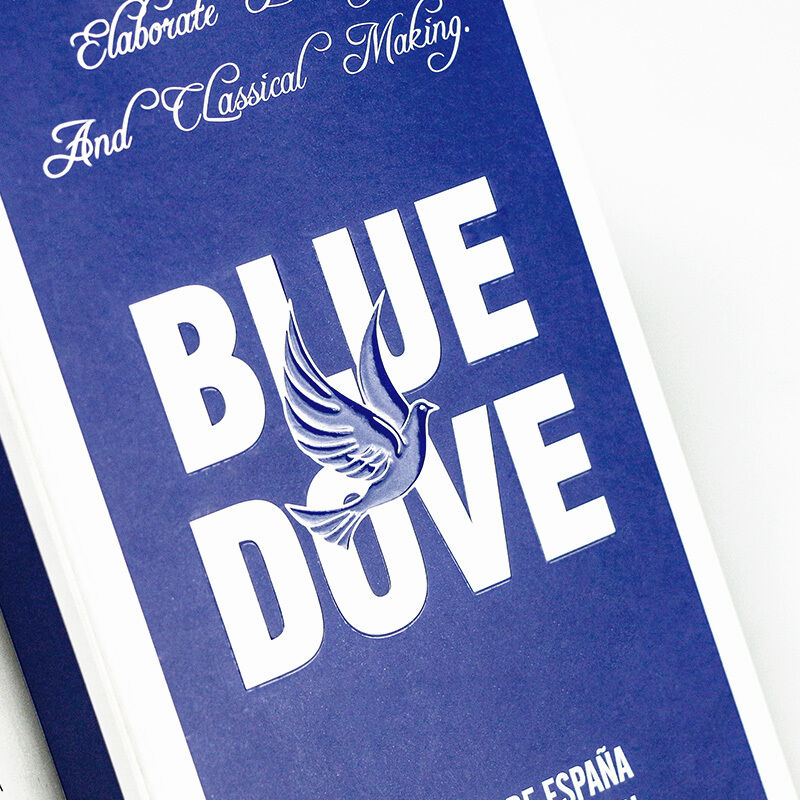 Elaborate
And Classical Making.
BLUE
DOVE
DE ESPAÑA